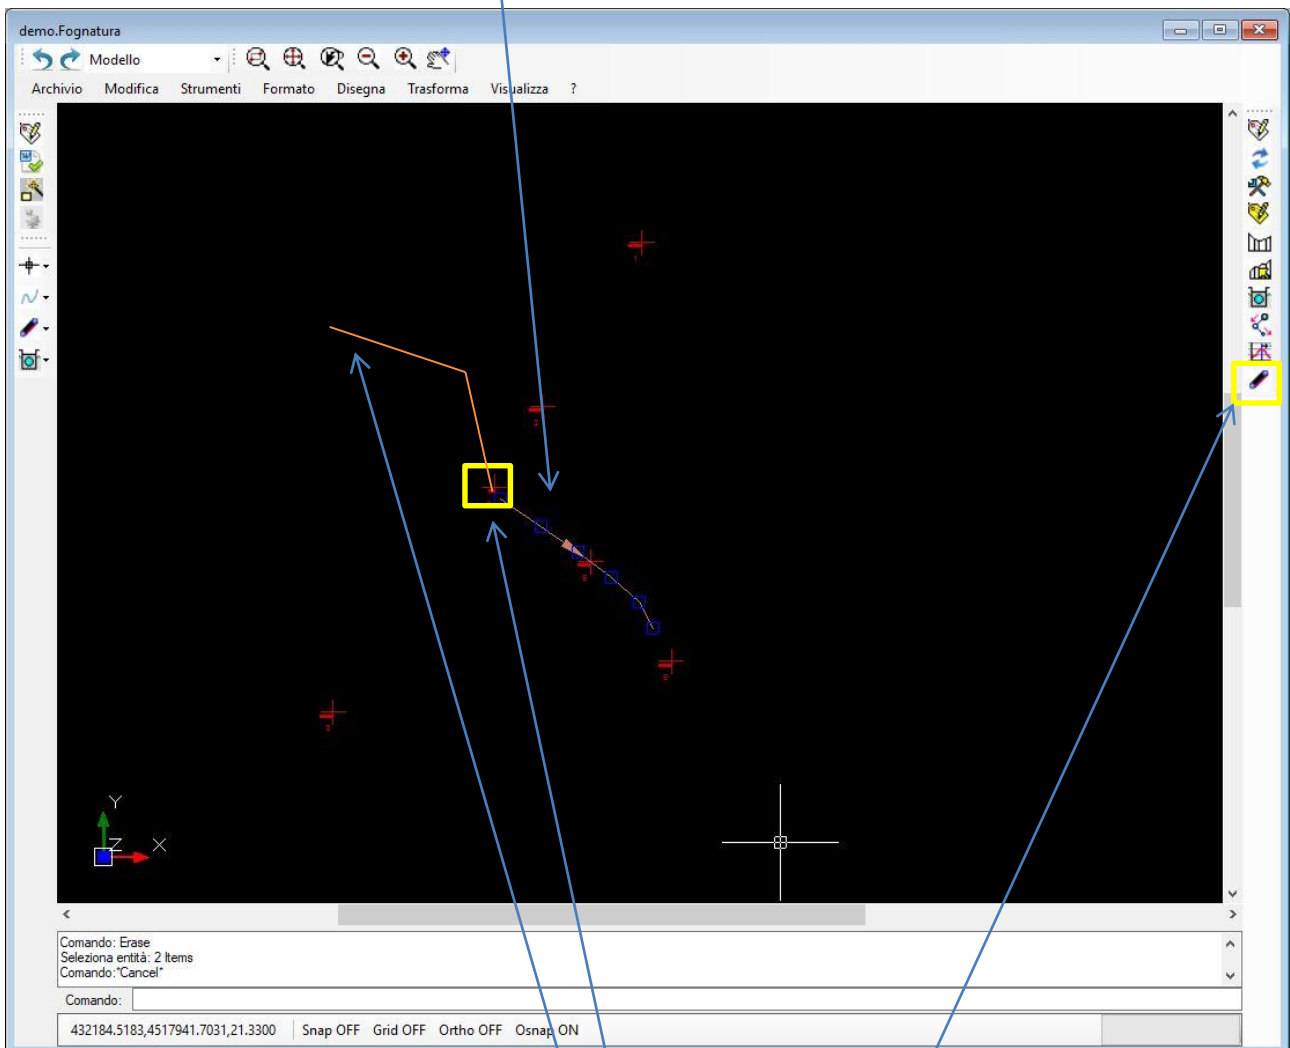 demo.Fognatura
Modello
Archivio Modifica Strumenti Formato Disegna Trasforma Visualizza ?
Y
Z X
Comando: Erase
Seleziona entità: 2 Items
Comando:*Cancel*
Comando:
432184.5183,4517941.7031,21.3300 Snap OFF Grid OFF Ortho OFF Osnap ON